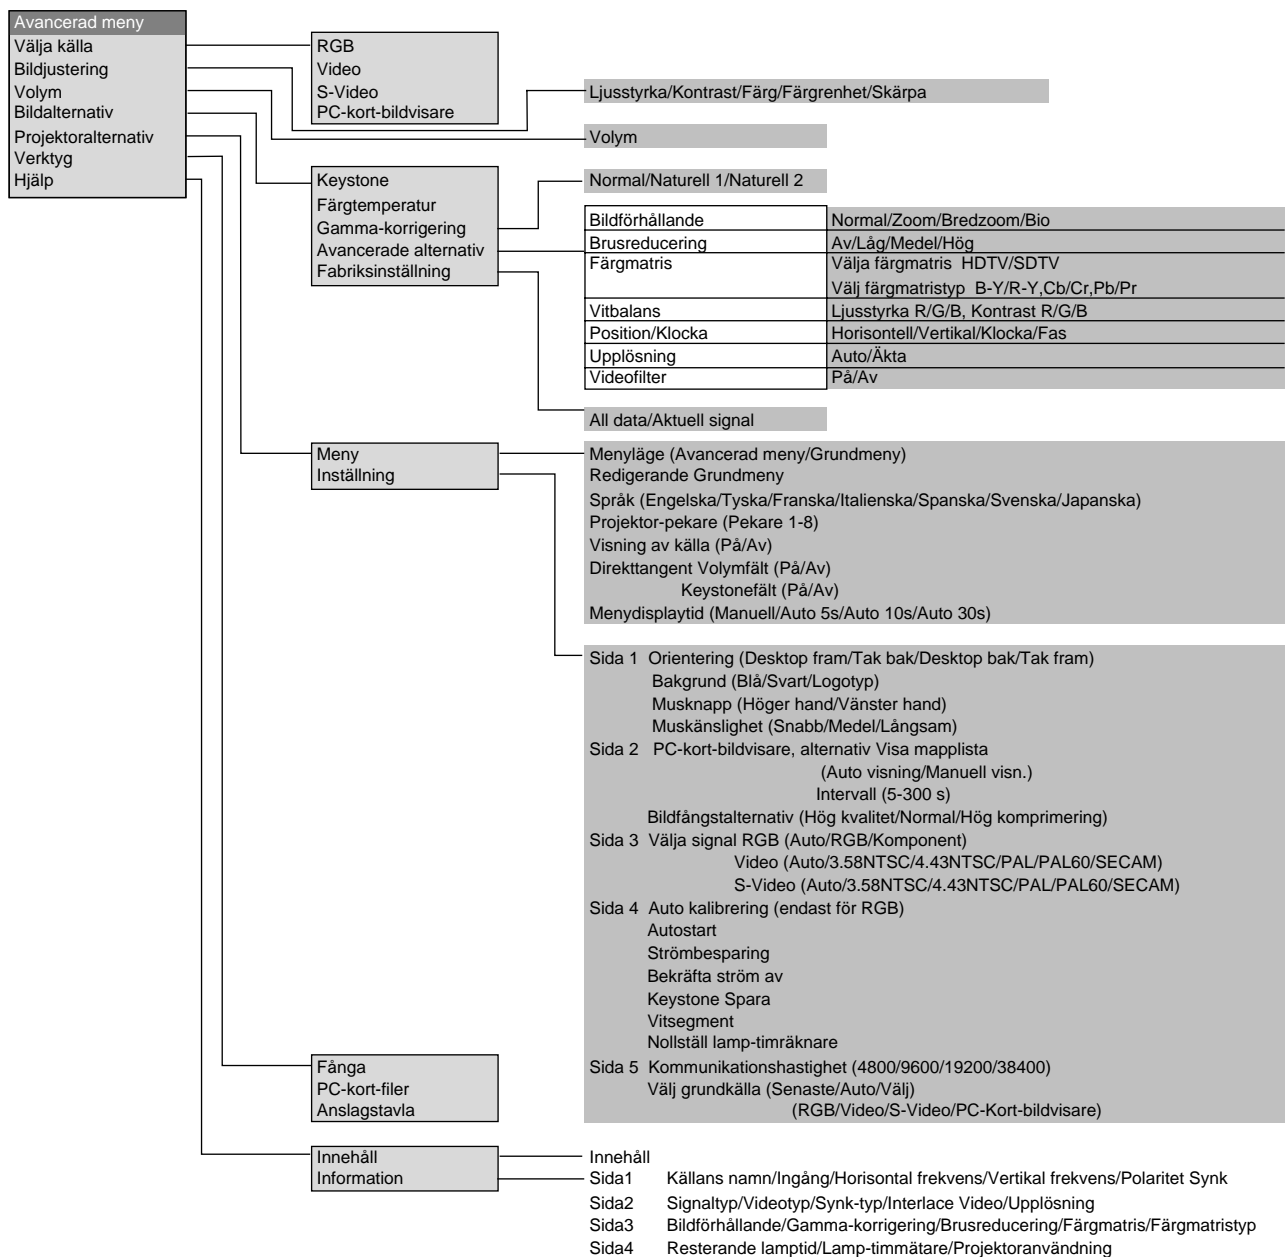 Avancerad meny
Välja källa
Bildjustering
Volym
Bildalternativ
Projektoralternativ
Verktyg
Hjälp
RGB
Video
S-Video
PC-kort-bildvisare
Ljusstyrka/Kontrast/Färg/Färgrenhet/Skärpa
Volym
Keystone
Färgtemperatur
Gamma-korrigering
Avancerade alternativ
Fabriksinställning
Normal/Naturell 1/Naturell 2
Bildförhållande Normal/Zoom/Bredzoom/Bio
Brusreducering Av/Låg/Medel/Hög
Färgmatris Välja färgmatris HDTV/SDTV
Välj färgmatristyp B-Y/R-Y,Cb/Cr,Pb/Pr
Vitbalans Ljusstyrka R/G/B, Kontrast R/G/B
Position/Klocka Horisontell/Vertikal/Klocka/Fas
Upplösning Auto/Äkta
Videofilter På/Av
All data/Aktuell signal
Meny
Inställning
Menyläge (Avancerad meny/Grundmeny)
Redigerande Grundmeny
Språk (Engelska/Tyska/Franska/Italienska/Spanska/Svenska/Japanska)
Projektor-pekare (Pekare 1-8)
Visning av källa (På/Av)
Direkttangent Volymfält (På/Av)
Keystonefält (På/Av)
Menydisplaytid (Manuell/Auto 5s/Auto 10s/Auto 30s)
Sida 1 Orientering (Desktop fram/Tak bak/Desktop bak/Tak fram)
Bakgrund (Blå/Svart/Logotyp)
Musknapp (Höger hand/Vänster hand)
Muskänslighet (Snabb/Medel/Långsam)
Sida 2 PC-kort-bildvisare, alternativ Visa mapplista
(Auto visning/Manuell visn.)
Intervall (5-300 s)
Bildfångstalternativ (Hög kvalitet/Normal/Hög komprimering)
Sida 3 Välja signal RGB (Auto/RGB/Komponent)
Video (Auto/3.58NTSC/4.43NTSC/PAL/PAL60/SECAM)
S-Video (Auto/3.58NTSC/4.43NTSC/PAL/PAL60/SECAM)
Sida 4 Auto kalibrering (endast för RGB)
Autostart
Strömbesparing
Bekräfta ström av
Keystone Spara
Vitsegment
Nollställ lamp-timräknare
Sida 5 Kommunikationshastighet (4800/9600/19200/38400)
Välj grundkälla (Senaste/Auto/Välj)
(RGB/Video/S-Video/PC-Kort-bildvisare)
Fånga
PC-kort-filer
Anslagstavla
Innehåll
Information
Innehåll
Sida1 Källans namn/Ingång/Horisontal frekvens/Vertikal frekvens/Polaritet Synk
Sida2 Signaltyp/Videotyp/Synk-typ/Interlace Video/Upplösning
Sida3 Bildförhållande/Gamma-korrigering/Brusreducering/Färgmatris/Färgmatristyp
Sida4 Resterande lamptid/Lamp-timmätare/Projektoranvändning